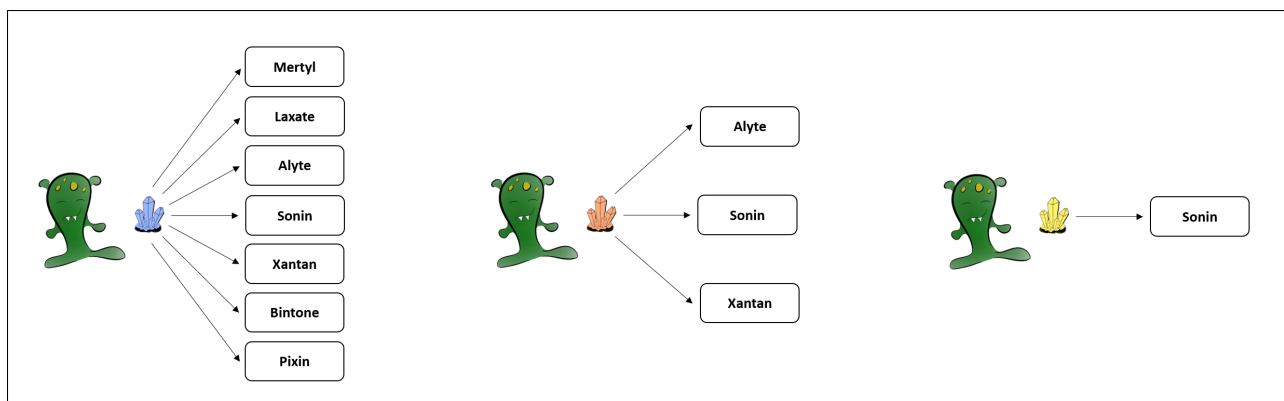 Mertyl
Laxate
Alyte
Sonin
Xantan
Bintone
Pixin
Alyte
Sonin
Xantan
Sonin